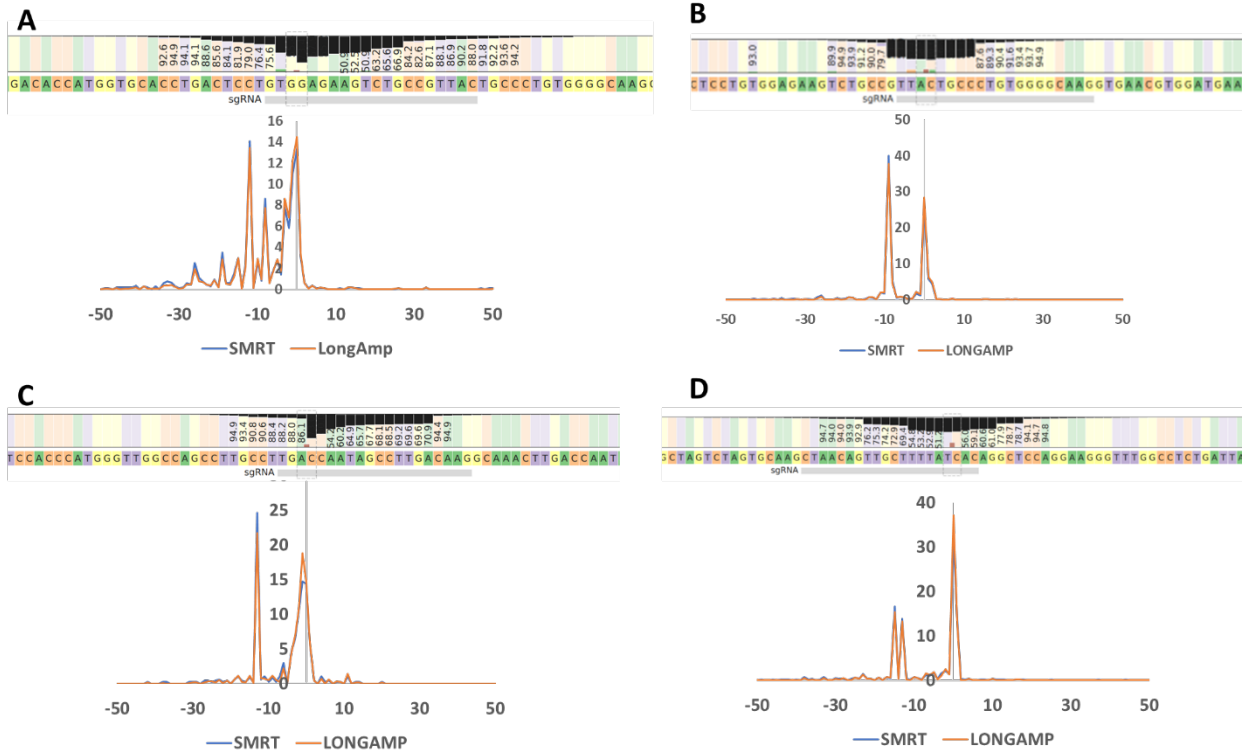 A
92.6 94.9 94.1 94.1 88.6 85.6 84.1 81.9 79.0 76.4 75.6 50.9 52.5 50.9 63.2 65.6 66.9 84.2 82.6 87.1 88.1 86.9 90.2 88.0 91.8 92.2 93.6 94.2
GACACCATGGTGCACCTGACTCCTGTGGAGAAGTCTGCCGTTACTGCCCTGTGGGGCAAGG
sgRNA
16
14
12
10
8
6
4
2
0
-50 -30 -10 10 30 50
SMRT LongAmp
B
93.0 89.9 94.9 93.9 91.2 90.2 79.7 87.6 89.3 90.4 91.6 93.4 93.7 94.9
CTCCTGTGGAGAAGTCTGCCGTTACTGCCCTGTGGGGCAAGGTGAACGTGGATGAA
sgRNA
50
40
30
20
10
0
-50 -30 -10 10 30 50
SMRT LONGAMP
C
94.9 93.4 90.8 90.6 88.4 88.2 88.0 86.1 54.2 60.2 64.9 65.7 67.7 68.1 68.5 69.2 69.6 69.6 70.9 94.4 94.9
TCCACCCATGGGTTGGCCAGCCTTGCCTTGACCAATAGCCTTGACAAGGCAAACTTGACCAAT
sgRNA
25
20
15
10
5
0
-50 -30 -10 10 30 50
SMRT LONGAMP
D
94.7 94.0 94.0 93.9 92.9 76.2 75.3 74.2 72.9 69.4 54.8 53.2 52.5 56.0 59.1 60.6 61.0 77.9 78.7 78.7 94.1 94.7 94.8
GCTAGTCTAGTGCAAGCTAACAGTTGCTTTTATCACAGGCTCCAGGAAGGGTTTGGCCTCTGATTA
sgRNA
40
30
20
10
0
-50 -30 -10 10 30 50
SMRT LONGAMP